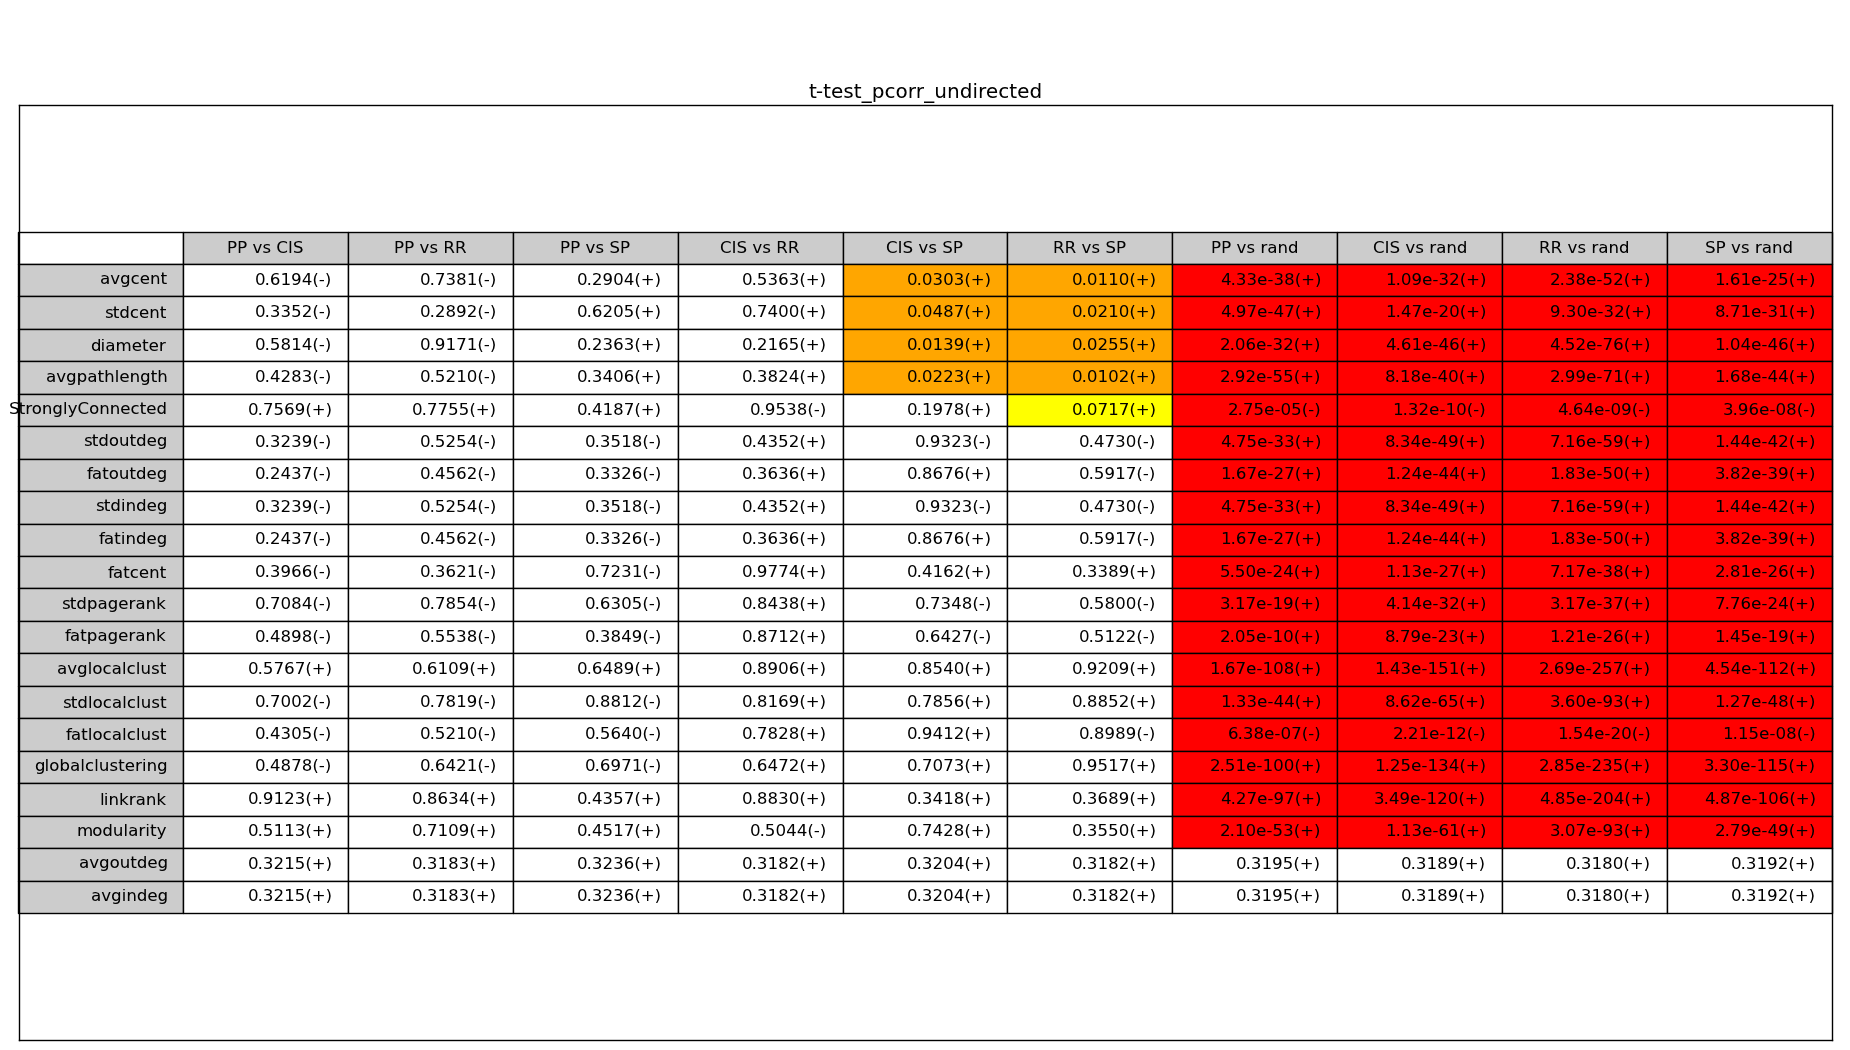 t-test_pcorr_undirected
PP vs CIS PP vs RR PP vs SP CIS vs RR CIS vs SP RR vs SP PP vs rand CIS vs rand RR vs rand SP vs rand
avgcent 0.6194(-) 0.7381(-) 0.2904(+) 0.5363(+) 0.0303(+) 0.0110(+) 4.33e-38(+) 1.09e-32(+) 2.38e-52(+) 1.61e-25(+)
stdcent 0.3352(-) 0.2892(-) 0.6205(+) 0.7400(+) 0.0487(+) 0.0210(+) 4.97e-47(+) 1.47e-20(+) 9.30e-32(+) 8.71e-31(+)
diameter 0.5814(-) 0.9171(-) 0.2363(+) 0.2165(+) 0.0139(+) 0.0255(+) 2.06e-32(+) 4.61e-46(+) 4.52e-76(+) 1.04e-46(+)
avgpathlength 0.4283(-) 0.5210(-) 0.3406(+) 0.3824(+) 0.0223(+) 0.0102(+) 2.92e-55(+) 8.18e-40(+) 2.99e-71(+) 1.68e-44(+)
StronglyConnected 0.7569(+) 0.7755(+) 0.4187(+) 0.9538(-) 0.1978(+) 0.0717(+) 2.75e-05(-) 1.32e-10(-) 4.64e-09(-) 3.96e-08(-)
stdoutdeg 0.3239(-) 0.5254(-) 0.3518(-) 0.4352(+) 0.9323(-) 0.4730(-) 4.75e-33(+) 8.34e-49(+) 7.16e-59(+) 1.44e-42(+)
fatoutdeg 0.2437(-) 0.4562(-) 0.3326(-) 0.3636(+) 0.8676(+) 0.5917(-) 1.67e-27(+) 1.24e-44(+) 1.83e-50(+) 3.82e-39(+)
stdindeg 0.3239(-) 0.5254(-) 0.3518(-) 0.4352(+) 0.9323(-) 0.4730(-) 4.75e-33(+) 8.34e-49(+) 7.16e-59(+) 1.44e-42(+)
fatindeg 0.2437(-) 0.4562(-) 0.3326(-) 0.3636(+) 0.8676(+) 0.5917(-) 1.67e-27(+) 1.24e-44(+) 1.83e-50(+) 3.82e-39(+)
fatcent 0.3966(-) 0.3621(-) 0.7231(-) 0.9774(+) 0.4162(+) 0.3389(+) 5.50e-24(+) 1.13e-27(+) 7.17e-38(+) 2.81e-26(+)
stdpagerank 0.7084(-) 0.7854(-) 0.6305(-) 0.8438(+) 0.7348(-) 0.5800(-) 3.17e-19(+) 4.14e-32(+) 3.17e-37(+) 7.76e-24(+)
fatpagerank 0.4898(-) 0.5538(-) 0.3849(-) 0.8712(+) 0.6427(-) 0.5122(-) 2.05e-10(+) 8.79e-23(+) 1.21e-26(+) 1.45e-19(+)
avglocalclust 0.5767(+) 0.6109(+) 0.6489(+) 0.8906(+) 0.8540(+) 0.9209(+) 1.67e-108(+) 1.43e-151(+) 2.69e-257(+) 4.54e-112(+)
stdlocalclust 0.7002(-) 0.7819(-) 0.8812(-) 0.8169(+) 0.7856(+) 0.8852(+) 1.33e-44(+) 8.62e-65(+) 3.60e-93(+) 1.27e-48(+)
fatlocalclust 0.4305(-) 0.5210(-) 0.5640(-) 0.7828(+) 0.9412(+) 0.8989(-) 6.38e-07(-) 2.21e-12(-) 1.54e-20(-) 1.15e-08(-)
globalclustering 0.4878(-) 0.6421(-) 0.6971(-) 0.6472(+) 0.7073(+) 0.9517(+) 2.51e-100(+) 1.25e-134(+) 2.85e-235(+) 3.30e-115(+)
linkrank 0.9123(+) 0.8634(+) 0.4357(+) 0.8830(+) 0.3418(+) 0.3689(+) 4.27e-97(+) 3.49e-120(+) 4.85e-204(+) 4.87e-106(+)
modularity 0.5113(+) 0.7109(+) 0.4517(+) 0.5044(-) 0.7428(+) 0.3550(+) 2.10e-53(+) 1.13e-61(+) 3.07e-93(+) 2.79e-49(+)
avgoutdeg 0.3215(+) 0.3183(+) 0.3236(+) 0.3182(+) 0.3204(+) 0.3182(+) 0.3195(+) 0.3189(+) 0.3180(+) 0.3192(+)
avgindeg 0.3215(+) 0.3183(+) 0.3236(+) 0.3182(+) 0.3204(+) 0.3182(+) 0.3195(+) 0.3189(+) 0.3180(+) 0.3192(+)